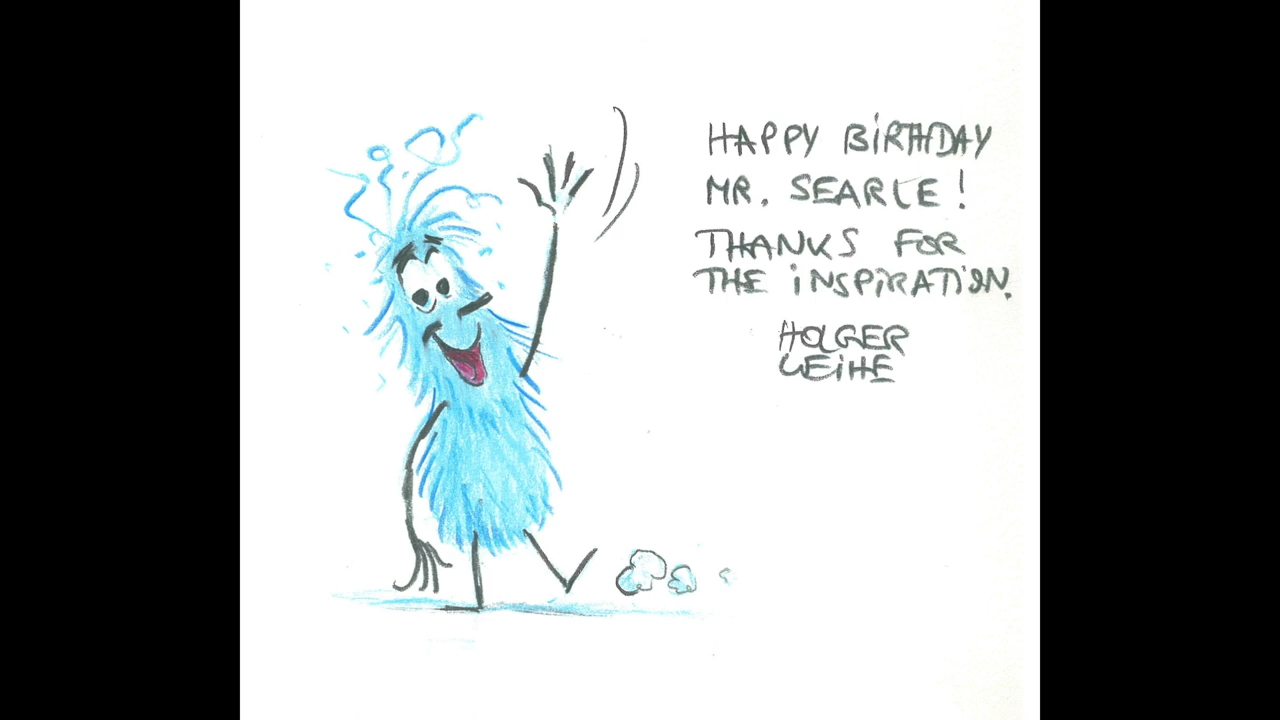 HAPPY BiRTHDAY
MR. SEARLE!
THANKS FOR
THE iNSPiRATiON.
HOLGER
LEiHE